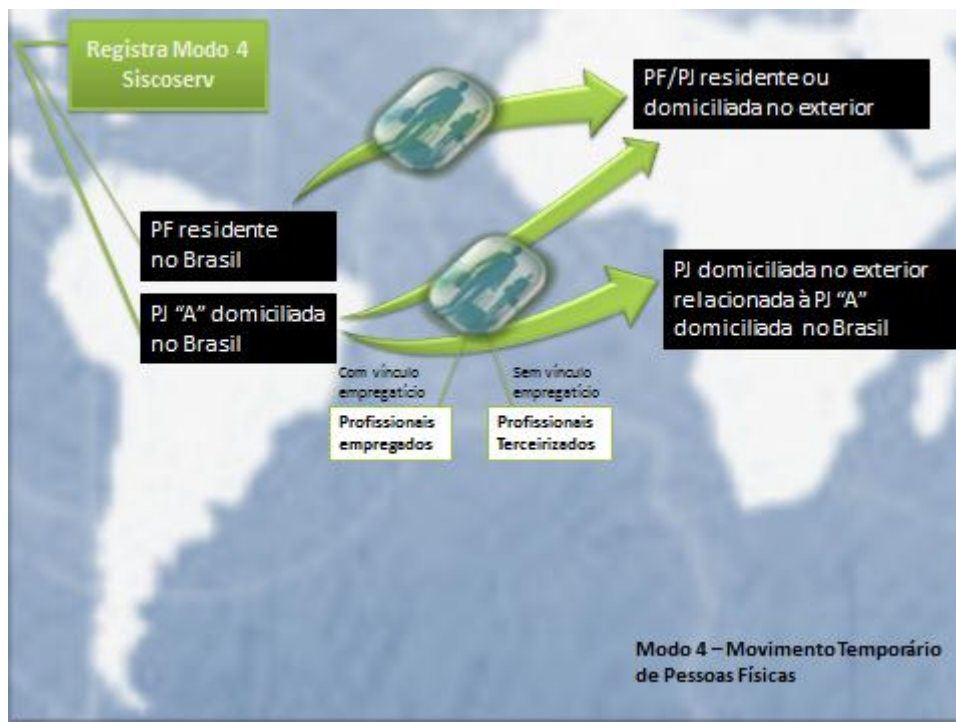 Registra Modo 4
Siscoserv
PF/PJ residente ou
domiciliada no exterior
PF residente
no Brasil
PJ “A” domiciliada
no Brasil
PJ domiciliada no exterior
relacionada à PJ “A”
domiciliada no Brasil
Com vínculo
empregatício
Profissionais
empregados
Sem vínculo
empregatício
Profissionais
Terceirizados
Modo 4 – Movimento Temporário
de Pessoas Físicas